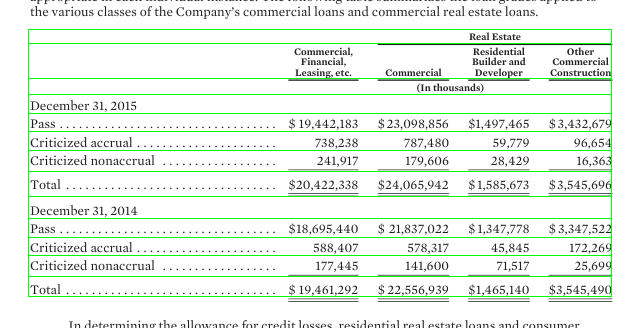 the various classes of the Company's commercial loans and commercial real estate loans.
Real Estate
Commercial, Financial, Leasing, etc. Commercial Residential Builder and Developer Other Commercial Construction
(In thousands)
December 31, 2015
Pass . . . . . . . . . . . . . . . . . . . . . . . . . . . . . . . . . . $ 19,442,183 $ 23,098,856 $1,497,465 $ 3,432,679
Criticized accrual . . . . . . . . . . . . . . . . . . . . . . 738,238 787,480 59,779 96,654
Criticized nonaccrual . . . . . . . . . . . . . . . . . . 241,917 179,606 28,429 16,363
Total . . . . . . . . . . . . . . . . . . . . . . . . . . . . . . . . . $20,422,338 $24,065,942 $1,585,673 $3,545,696
December 31, 2014
Pass . . . . . . . . . . . . . . . . . . . . . . . . . . . . . . . . . . $18,695,440 $ 21,837,022 $1,347,778 $ 3,347,522
Criticized accrual . . . . . . . . . . . . . . . . . . . . . . 588,407 578,317 45,845 172,269
Criticized nonaccrual . . . . . . . . . . . . . . . . . . 177,445 141,600 71,517 25,699
Total . . . . . . . . . . . . . . . . . . . . . . . . . . . . . . . . . $ 19,461,292 $ 22,556,939 $1,465,140 $3,545,490
In determining the allowance for credit losses, residential real estate loans and consumer